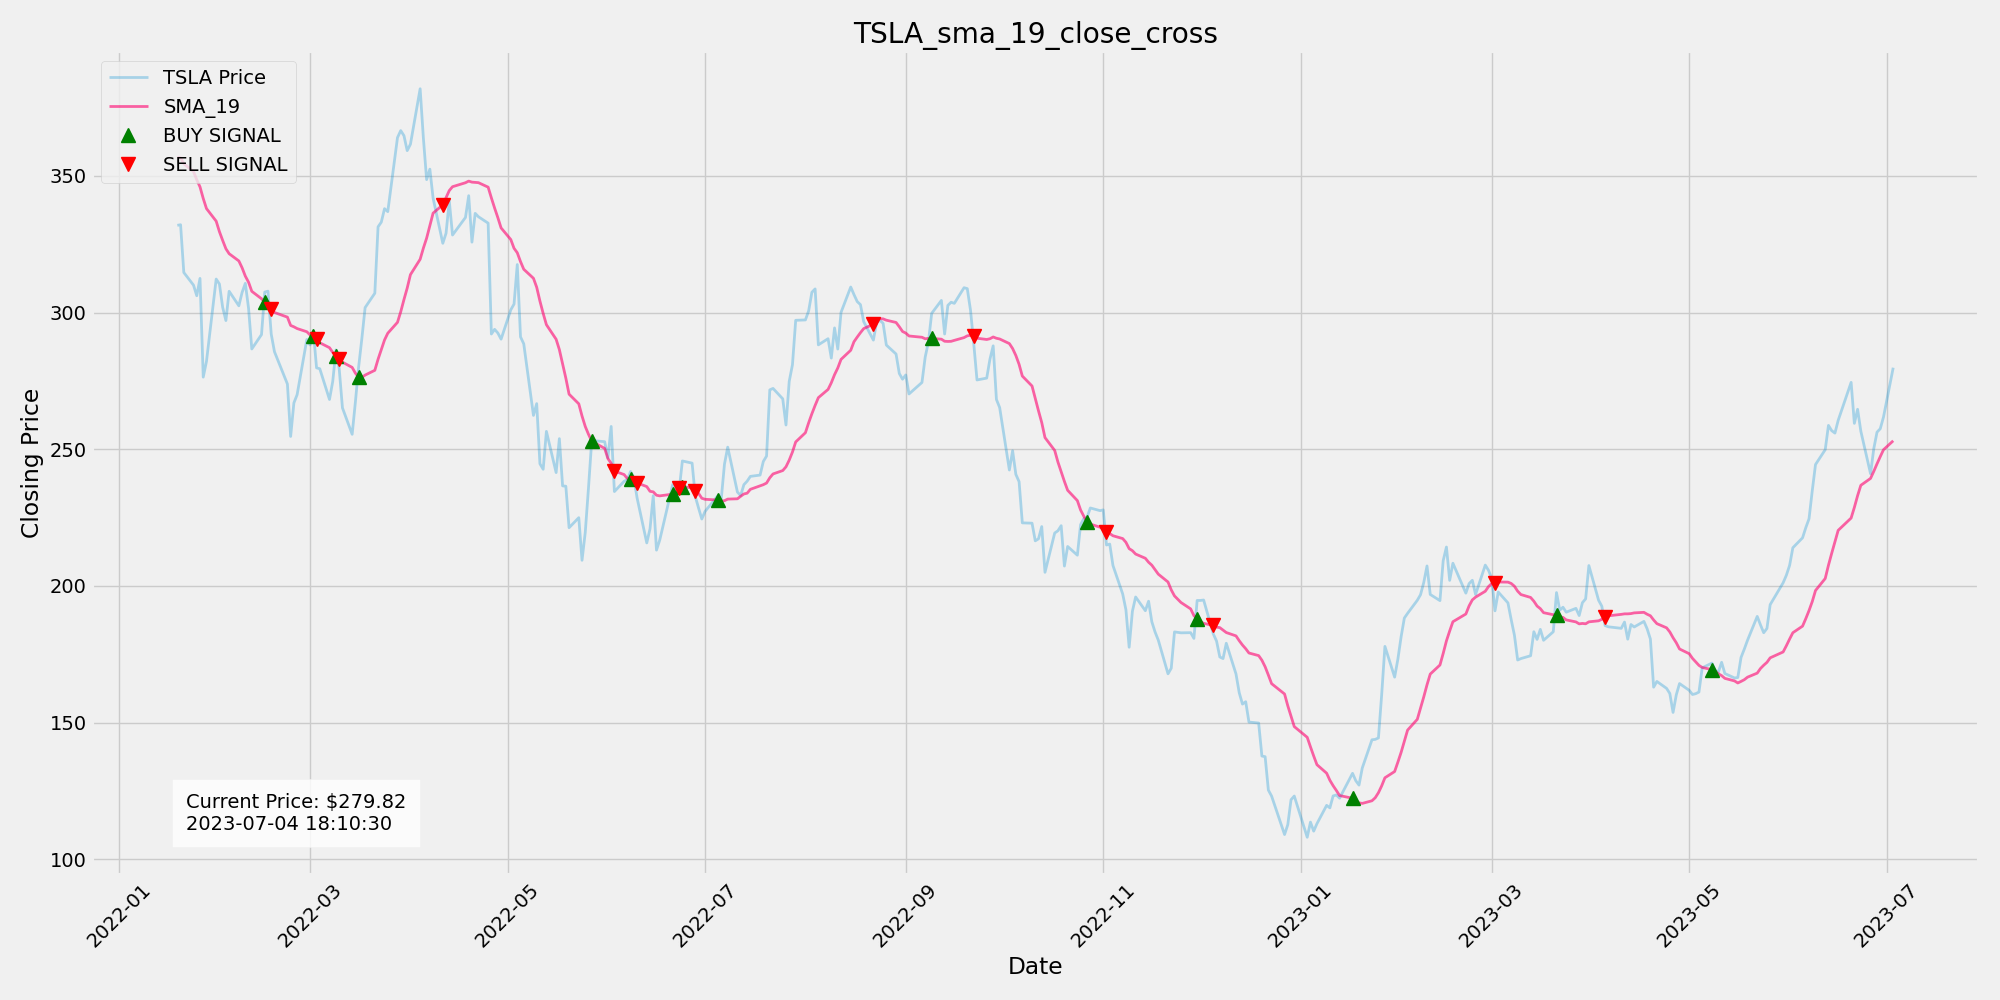 TSLA_sma_19_close_cross
TSLA Price
SMA_19
BUY SIGNAL
SELL SIGNAL
350
300
250
200
150
100
Closing Price
Current Price: $279.82
2023-07-04 18:10:30
2022-01
2022-03
2022-05
2022-07
2022-09
2022-11
2023-01
2023-03
2023-05
2023-07
Date